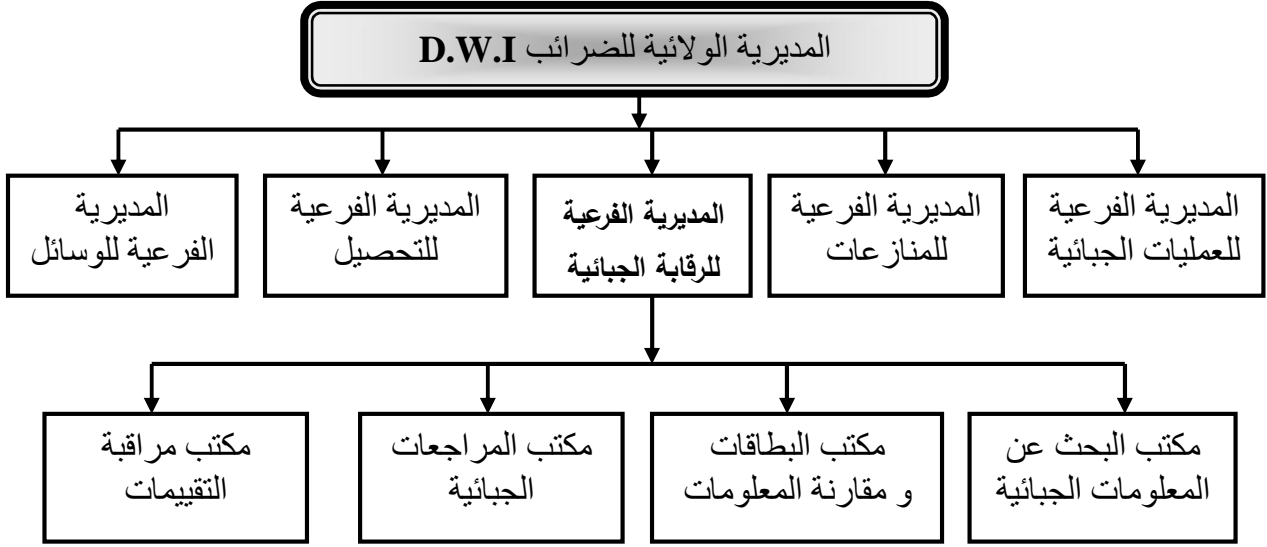 المديرية الولائية للضرائب D.W.I
المديرية الفرعية
للعمليات الجبائية
المديرية الفرعية
للمنازعات
المديرية الفرعية
للرقابة الجبائية
المديرية الفرعية
للتحصيل
المديرية
الفرعية للوسائل
مكتب البحث عن
المعلومات الجبائية
مكتب البطاقات
و مقارنة المعلومات
مكتب المراجعات
الجبائية
مكتب مراقبة
التقييمات